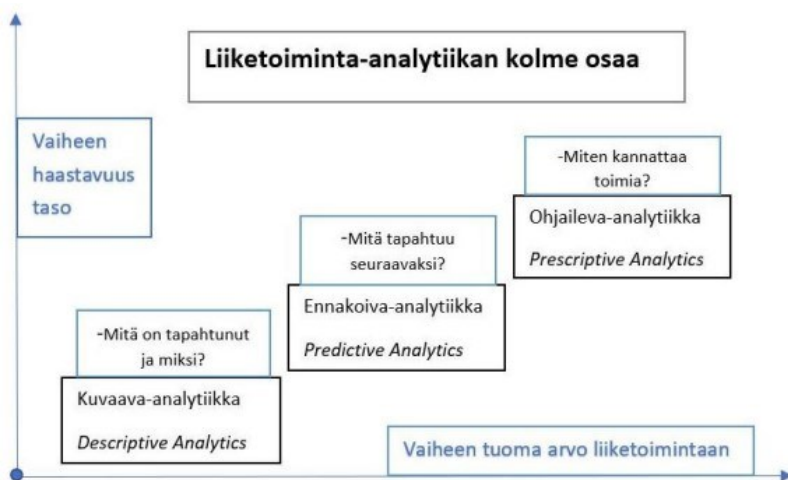 Liiketoiminta-analytiikan kolme osaa
Vaiheen
haastavuus
taso
-Miten kannattaa
toimia?
Ohjaileva-analytiikka
Prescriptive Analytics
-Mitä tapahtuu
seuraavaksi?
Ennakoiva-analytiikka
Predictive Analytics
-Mitä on tapahtunut
ja miksi?
Kuvaava-analytiikka
Descriptive Analytics
Vaiheen tuoma arvo liiketoimintaan